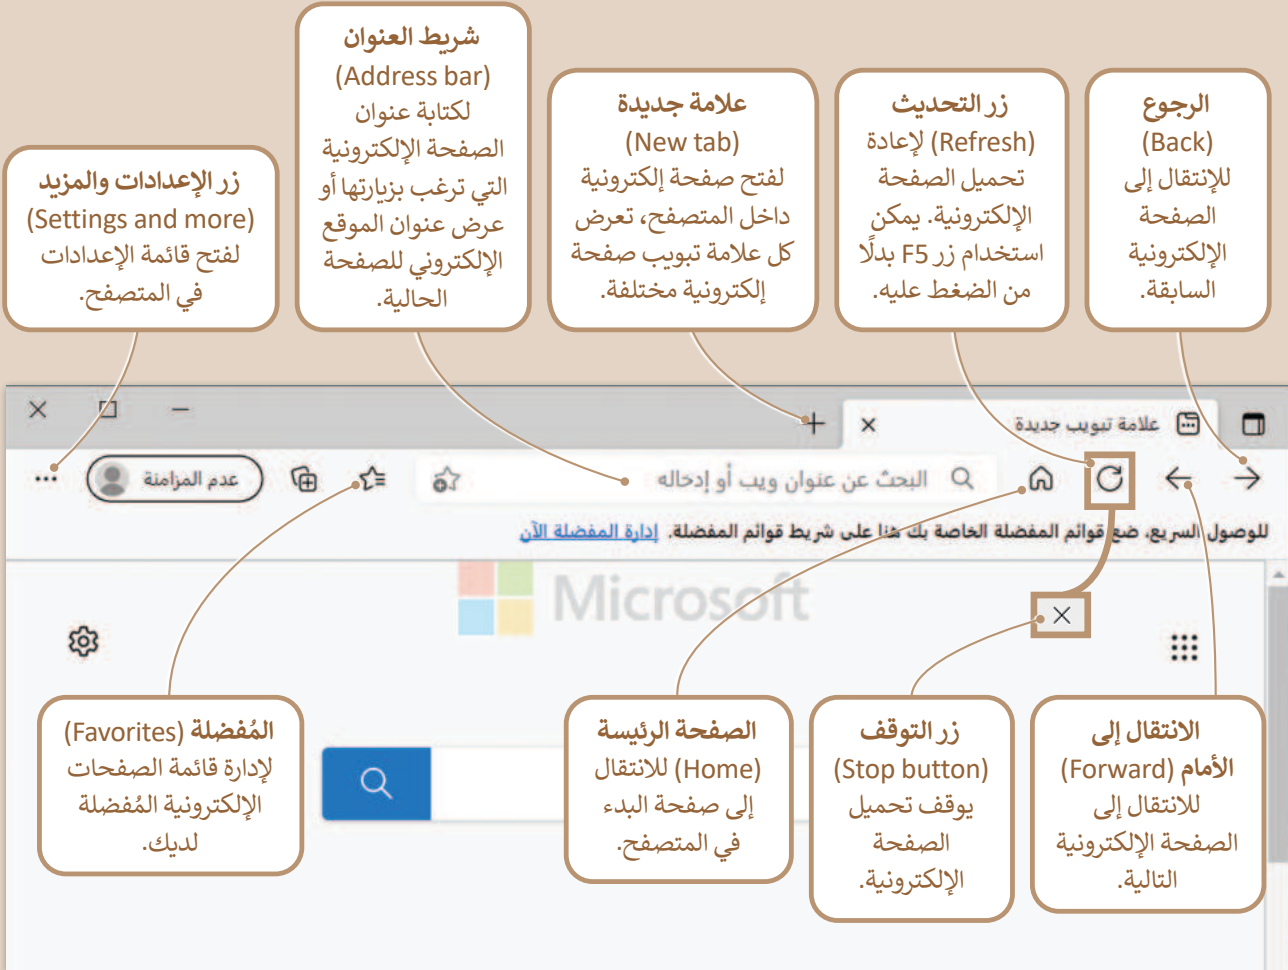 الرجوع
(Back)
للإنتقال إلى
الصفحة
الإلكترونية
السابقة.
زر التحديث
(Refresh) لإعادة
تحميل الصفحة
الإلكترونية. يمكن
استخدام زر F5 بدلًا
من الضغط عليه.
علامة جديدة
(New tab)
لفتح صفحة إلكترونية
داخل المتصفح، تعرض
كل علامة تبويب صفحة
إلكترونية مختلفة.
شريط العنوان
(Address bar)
لكتابة عنوان
الصفحة الإلكترونية
التي ترغب بزيارتها أو
عرض عنوان الموقع
الإلكتروني للصفحة
الحالية.
زر الإعدادات والمزيد
(Settings and more)
لفتح قائمة الإعدادات
في المتصفح.
علامة تبويب جديدة
البحث عن عنوان ويب أو إدخاله
عدم المزامنة
للوصول السريع، ضع قوائم المفضلة الخاصة بك هنا على شريط قوائم المفضلة. إدارة المفضلة الآن
Microsoft
الانتقال إلى
الأمام (Forward)
للانتقال إلى
الصفحة الإلكترونية
التالية.
زر التوقف
(Stop button)
يوقف تحميل
الصفحة
الإلكترونية.
الصفحة الرئيسة
(Home) للانتقال
إلى صفحة البدء
في المتصفح.
المُفضلة (Favorites)
لإدارة قائمة الصفحات
الإلكترونية المُفضلة
لديك.